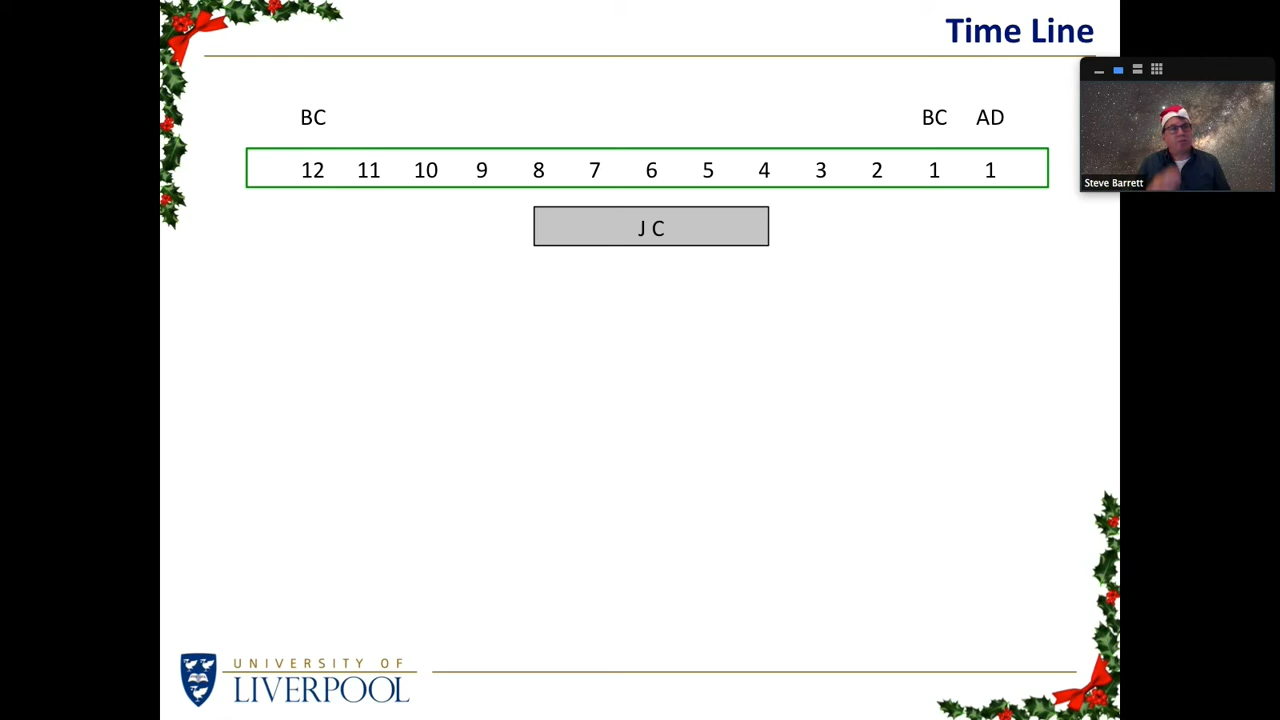 Time Line
BC BC AD
12 11 10 9 8 7 6 5 4 3 2 1 1
J C
Steve Barrett
UNIVERSITY OF
LIVERPOOL